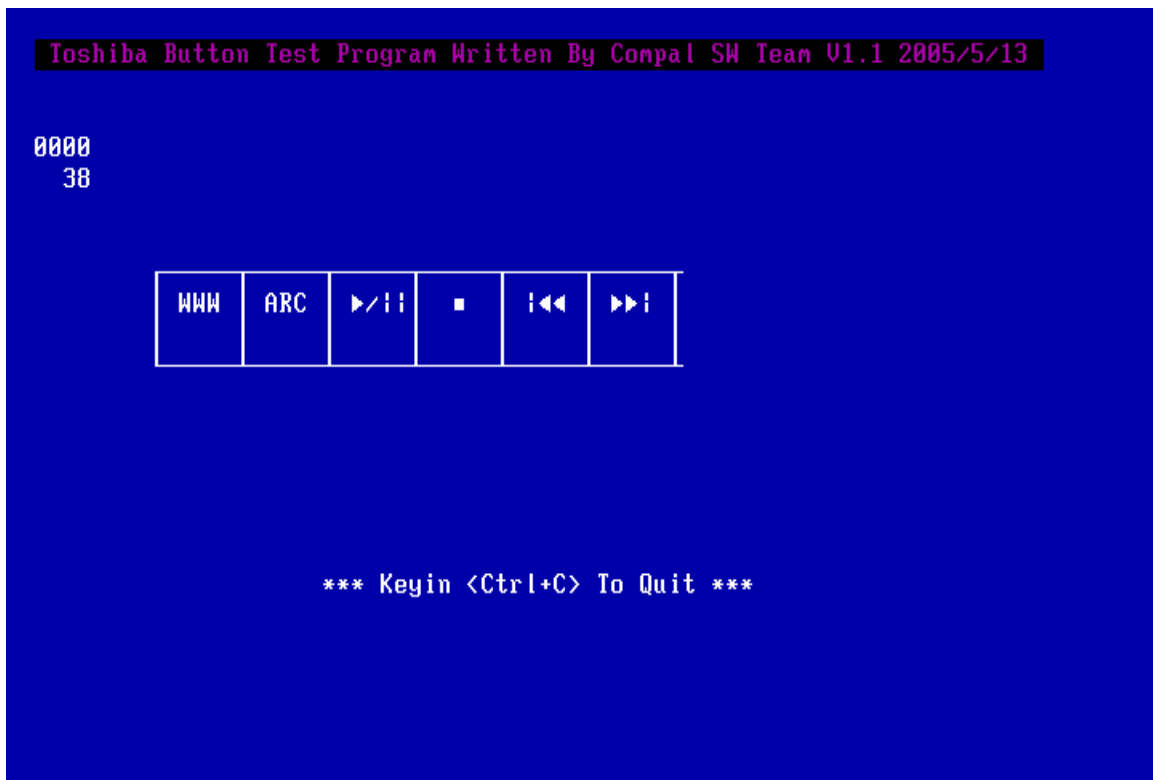 Toshiba Button Test Program Written By Compal SW Team V1.1 2005/5/13
0000
38
WWW ARC ►/¦¦ ■ ¦◄◄ ►►¦
*** Keyin <Ctrl+C> To Quit ***